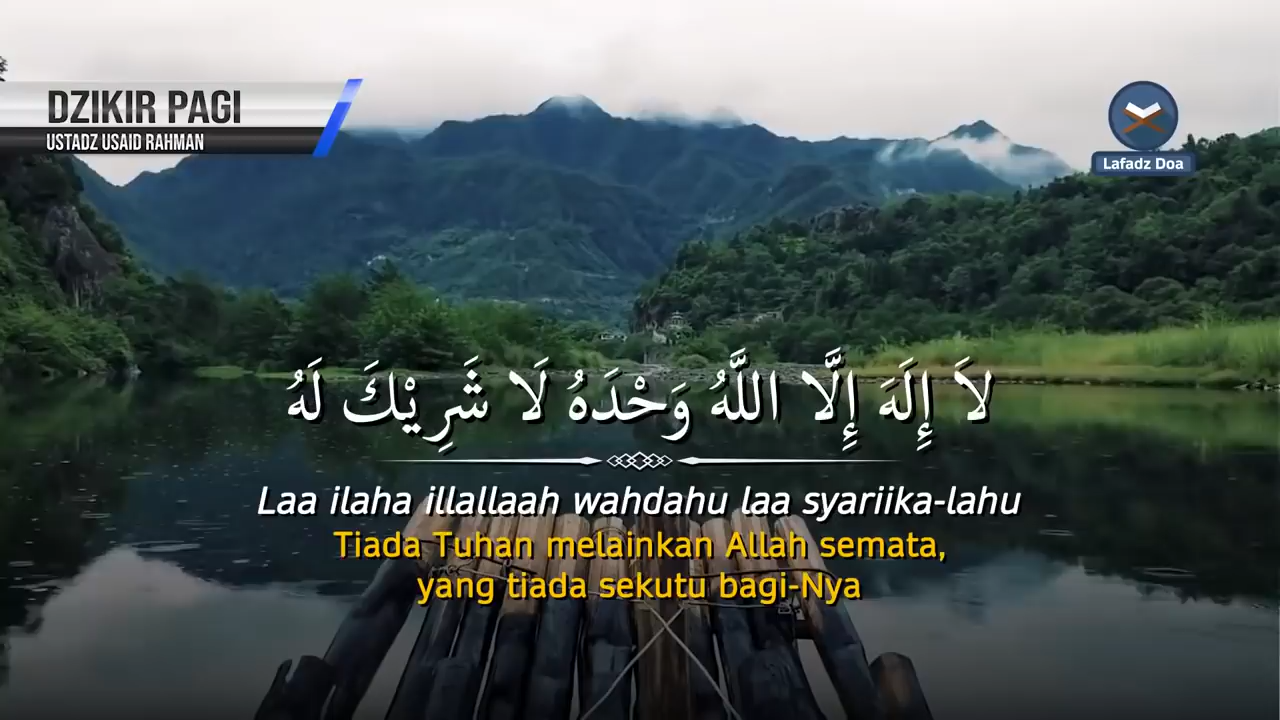 DZIKIR PAGI
USTADZ USAID RAHMAN
Lafadz Doa
لاَ إِلَهَ إِلَّا اللَّهُ وَحْدَهُ لَا شَرِيْكَ لَهُ
Laa ilaha illallaah wahdahu laa syariika-lahu
Tiada Tuhan melainkan Allah semata,
yang tiada sekutu bagi-Nya